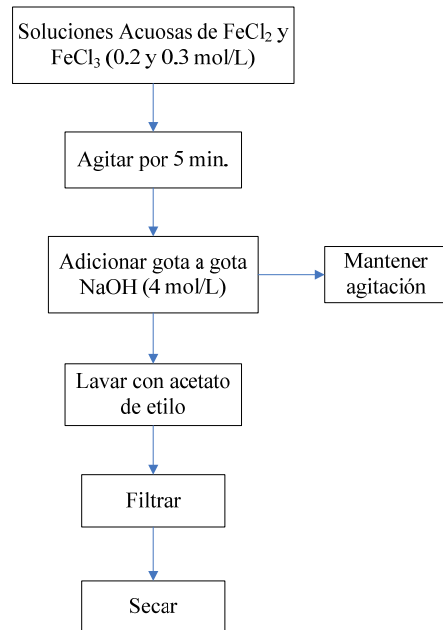 Soluciones Acuosas de FeCl₂ y
FeCl₃ (0.2 y 0.3 mol/L)
Agitar por 5 min.
Adicionar gota a gota
NaOH (4 mol/L)
Mantener
agitación
Lavar con acetato
de etilo
Filtrar
Secar